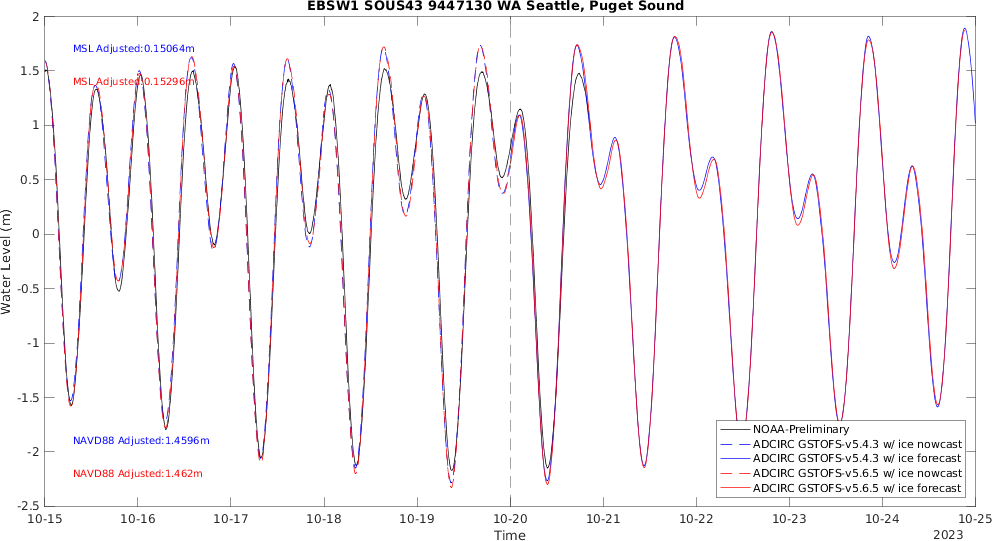 EBSW1 SOUS43 9447130 WA Seattle, Puget Sound
Water Level (m)
2
1.5
1
0.5
0
-0.5
-1
-1.5
-2
-2.5
MSL Adjusted:0.15064m
MSL Adjusted:0.15296m
NAVD88 Adjusted:1.4596m
NAVD88 Adjusted:1.462m
NOAA-Preliminary
ADCIRC GSTOFS-v5.4.3 w/ ice nowcast
ADCIRC GSTOFS-v5.4.3 w/ ice forecast
ADCIRC GSTOFS-v5.6.5 w/ ice nowcast
ADCIRC GSTOFS-v5.6.5 w/ ice forecast
10-15 10-16 10-17 10-18 10-19 10-20 10-21 10-22 10-23 10-24 10-25
Time
2023